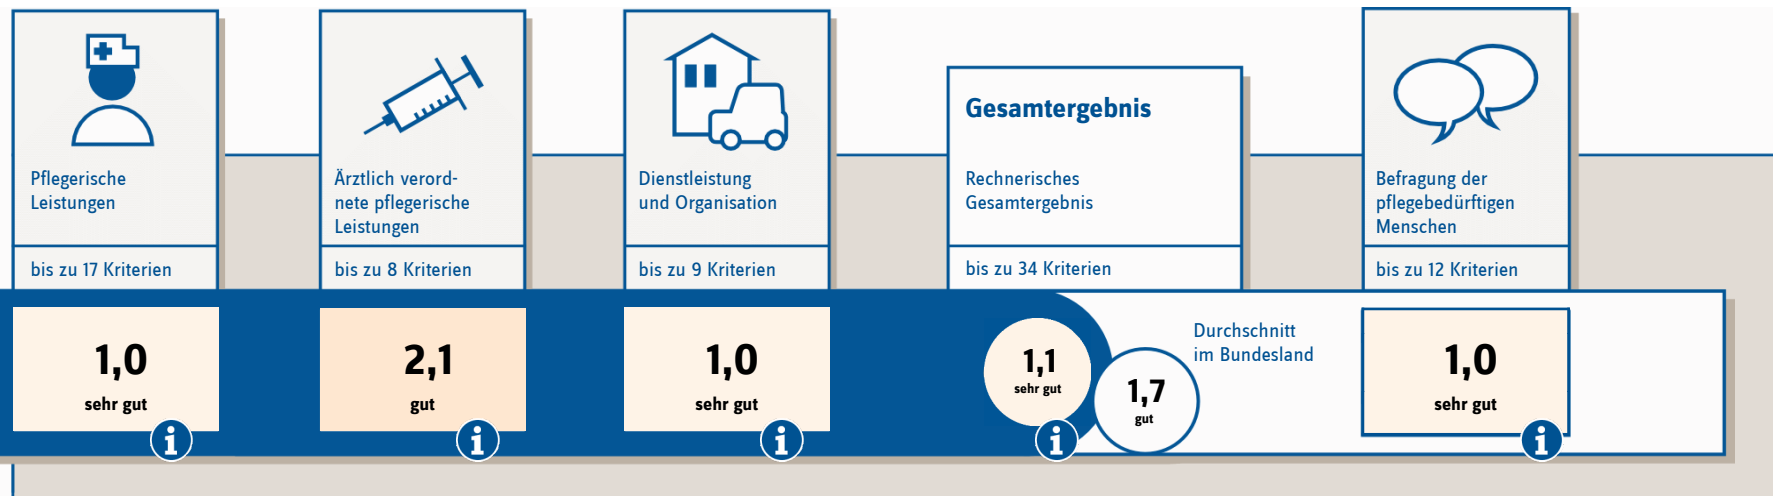 Pflegerische
Leistungen
bis zu 17 Kriterien
1,0
sehr gut
Ärztlich verord-
nete pflegerische
Leistungen
bis zu 8 Kriterien
2,1
gut
Dienstleistung
und Organisation
bis zu 9 Kriterien
1,0
sehr gut
Gesamtergebnis
Rechnerisches
Gesamtergebnis
bis zu 34 Kriterien
1,1
sehr gut
1,7
gut
Durchschnitt
im Bundesland
Befragung der
pflegebedürftigen
Menschen
bis zu 12 Kriterien
1,0
sehr gut